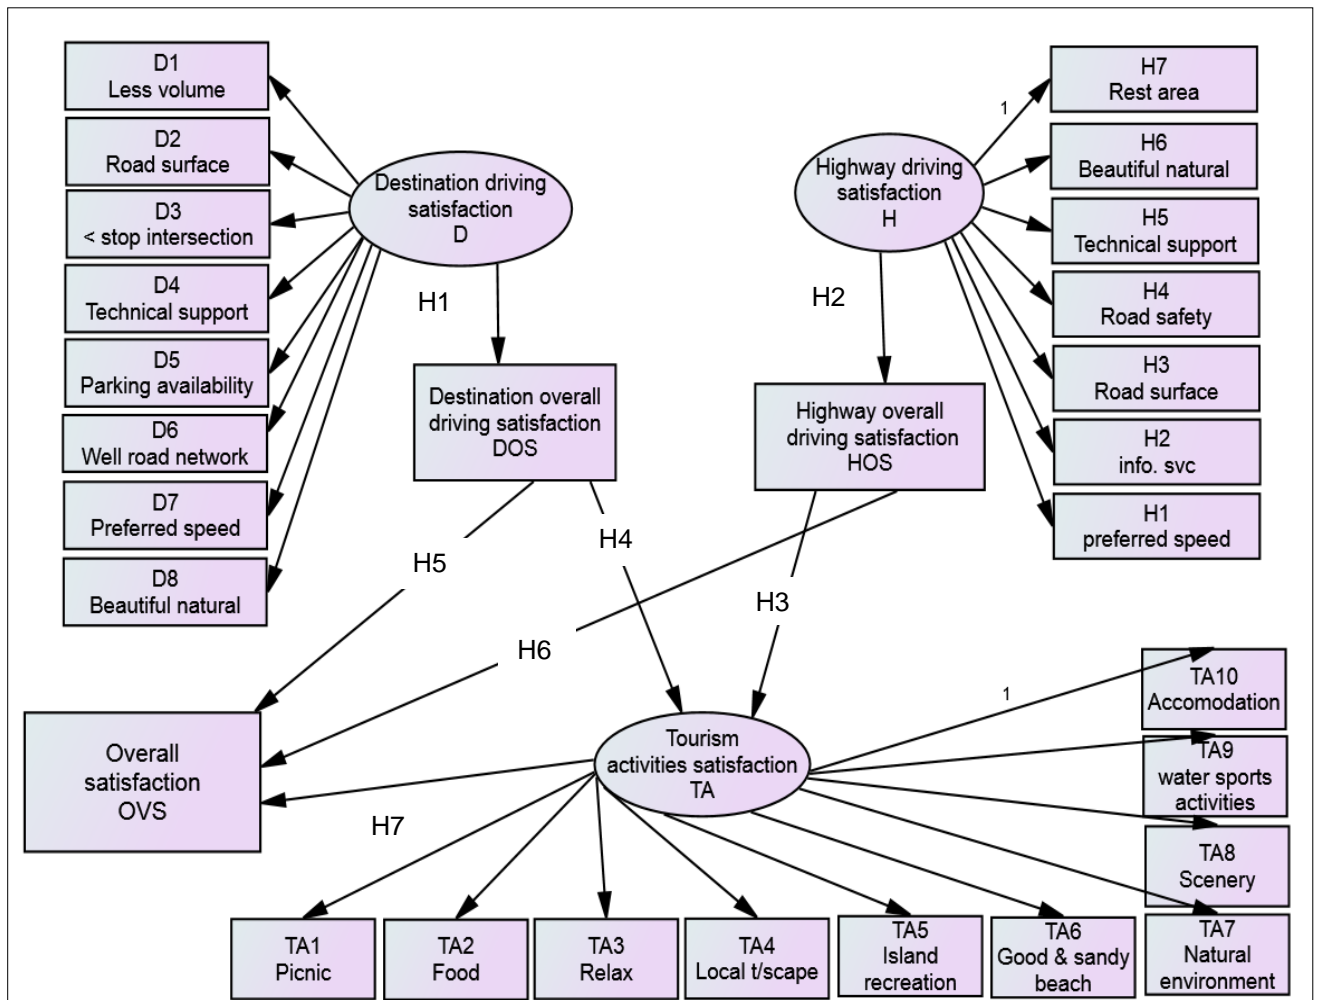 D1
Less volume
D2
Road surface
D3
< stop intersection
D4
Technical support
D5
Parking availability
D6
Well road network
D7
Preferred speed
D8
Beautiful natural
Destination driving
satisfaction
D
Highway driving
satisfaction
H
1
H7
Rest area
H6
Beautiful natural
H5
Technical support
H4
Road safety
H3
Road surface
H2
info. svc
H1
preferred speed
H1
H2
Destination overall
driving satisfaction
DOS
Highway overall
driving satisfaction
HOS
H5
H4
H3
H6
Overall
satisfaction
OVS
Tourism
activities satisfaction
TA
H7
1
TA10
Accomodation
TA9
water sports
activities
TA8
Scenery
TA1
Picnic
TA2
Food
TA3
Relax
TA4
Local t/scape
TA5
Island
recreation
TA6
Good & sandy
beach
TA7
Natural
environment